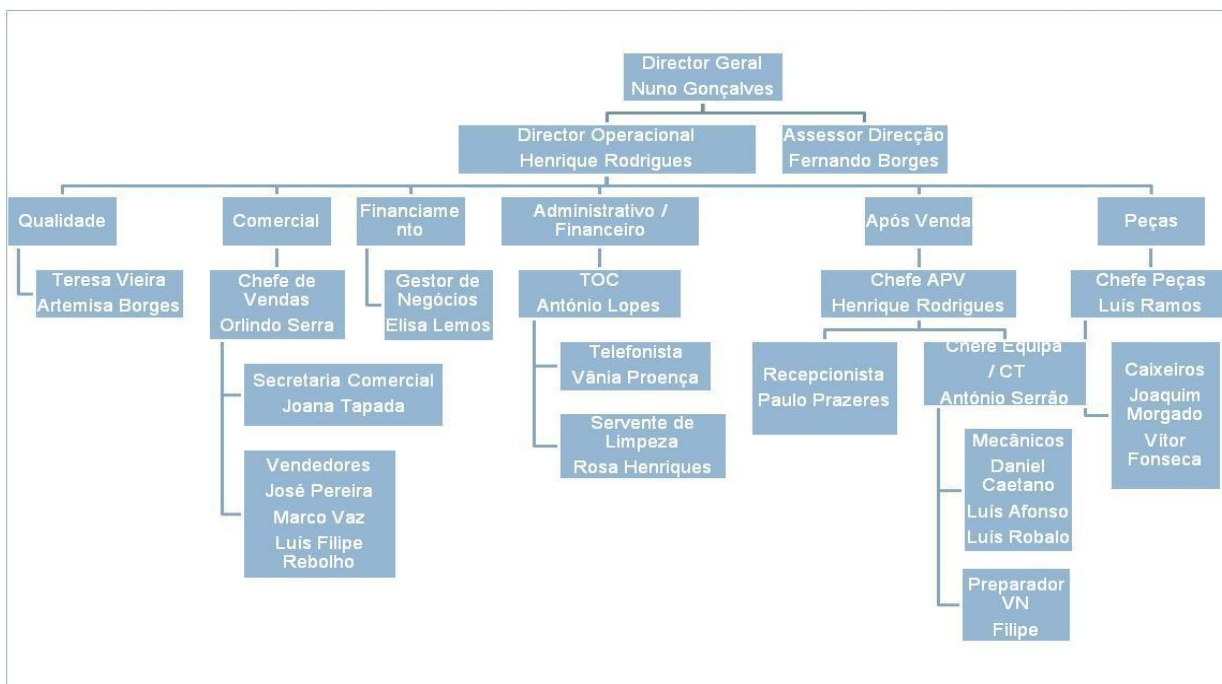 Director Geral
Nuno Gonçalves
Director Operacional
Henrique Rodrigues
Assessor Direcção
Fernando Borges
Qualidade
Comercial
Financiame
nto
Administrativo /
Financeiro
Após Venda
Peças
Teresa Vieira
Artemisa Borges
Chefe de
Vendas
Orlindo Serra
Gestor de
Negócios
Elisa Lemos
TOC
António Lopes
Chefe APV
Henrique Rodrigues
Chefe Peças
Luís Ramos
Secretaria Comercial
Joana Tapada
Vendedores
José Pereira
Marco Vaz
Luís Filipe
Rebolho
Telefonista
Vânia Proença
Servente de
Limpeza
Rosa Henriques
Recepcionista
Paulo Prazeres
Chefe Equipa
/ CT
António Serrão
Mecânicos
Daniel
Caetano
Luís Afonso
Luís Robalo
Preparador
VN
Filipe
Caixeiros
Joaquim
Morgado
Vítor
Fonseca